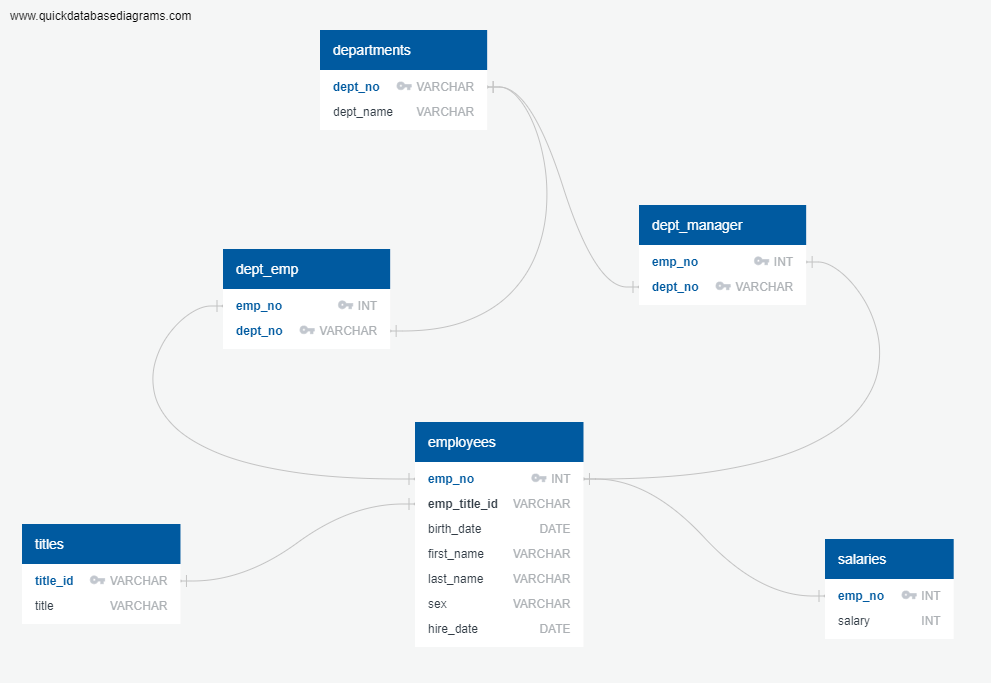 www.quickdatabasediagrams.com
departments
dept_no VARCHAR
dept_name VARCHAR
dept_manager
emp_no INT
dept_no VARCHAR
dept_emp
emp_no INT
dept_no VARCHAR
employees
emp_no INT
emp_title_id VARCHAR
birth_date DATE
first_name VARCHAR
last_name VARCHAR
sex VARCHAR
hire_date DATE
titles
title_id VARCHAR
title VARCHAR
salaries
emp_no INT
salary INT